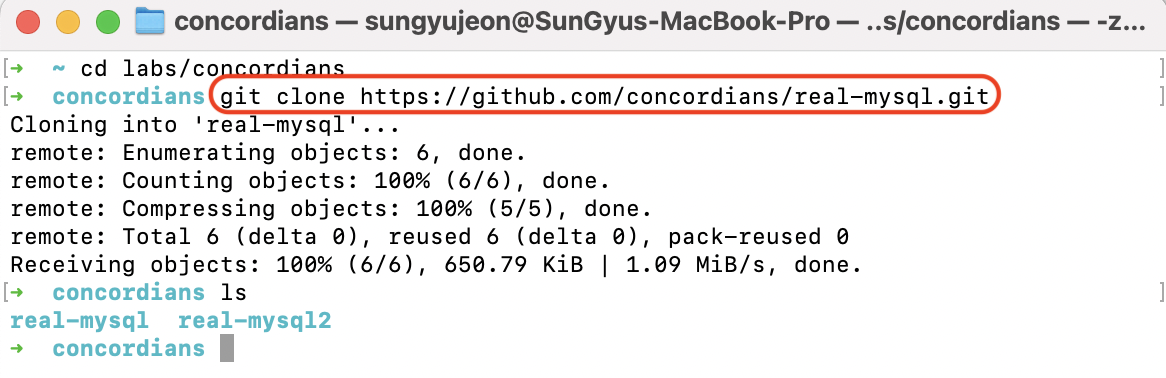 concordians — sungyujeon@SunGyus-MacBook-Pro — ..s/concordians — -z...
[➜  ~ cd labs/concordians ]
[➜  concordians git clone https://github.com/concordians/real-mysql.git ]
Cloning into 'real-mysql'...
remote: Enumerating objects: 6, done.
remote: Counting objects: 100% (6/6), done.
remote: Compressing objects: 100% (5/5), done.
remote: Total 6 (delta 0), reused 6 (delta 0), pack-reused 0
Receiving objects: 100% (6/6), 650.79 KiB | 1.09 MiB/s, done.
[➜  concordians ls ]
real-mysql  real-mysql2
➜  concordians